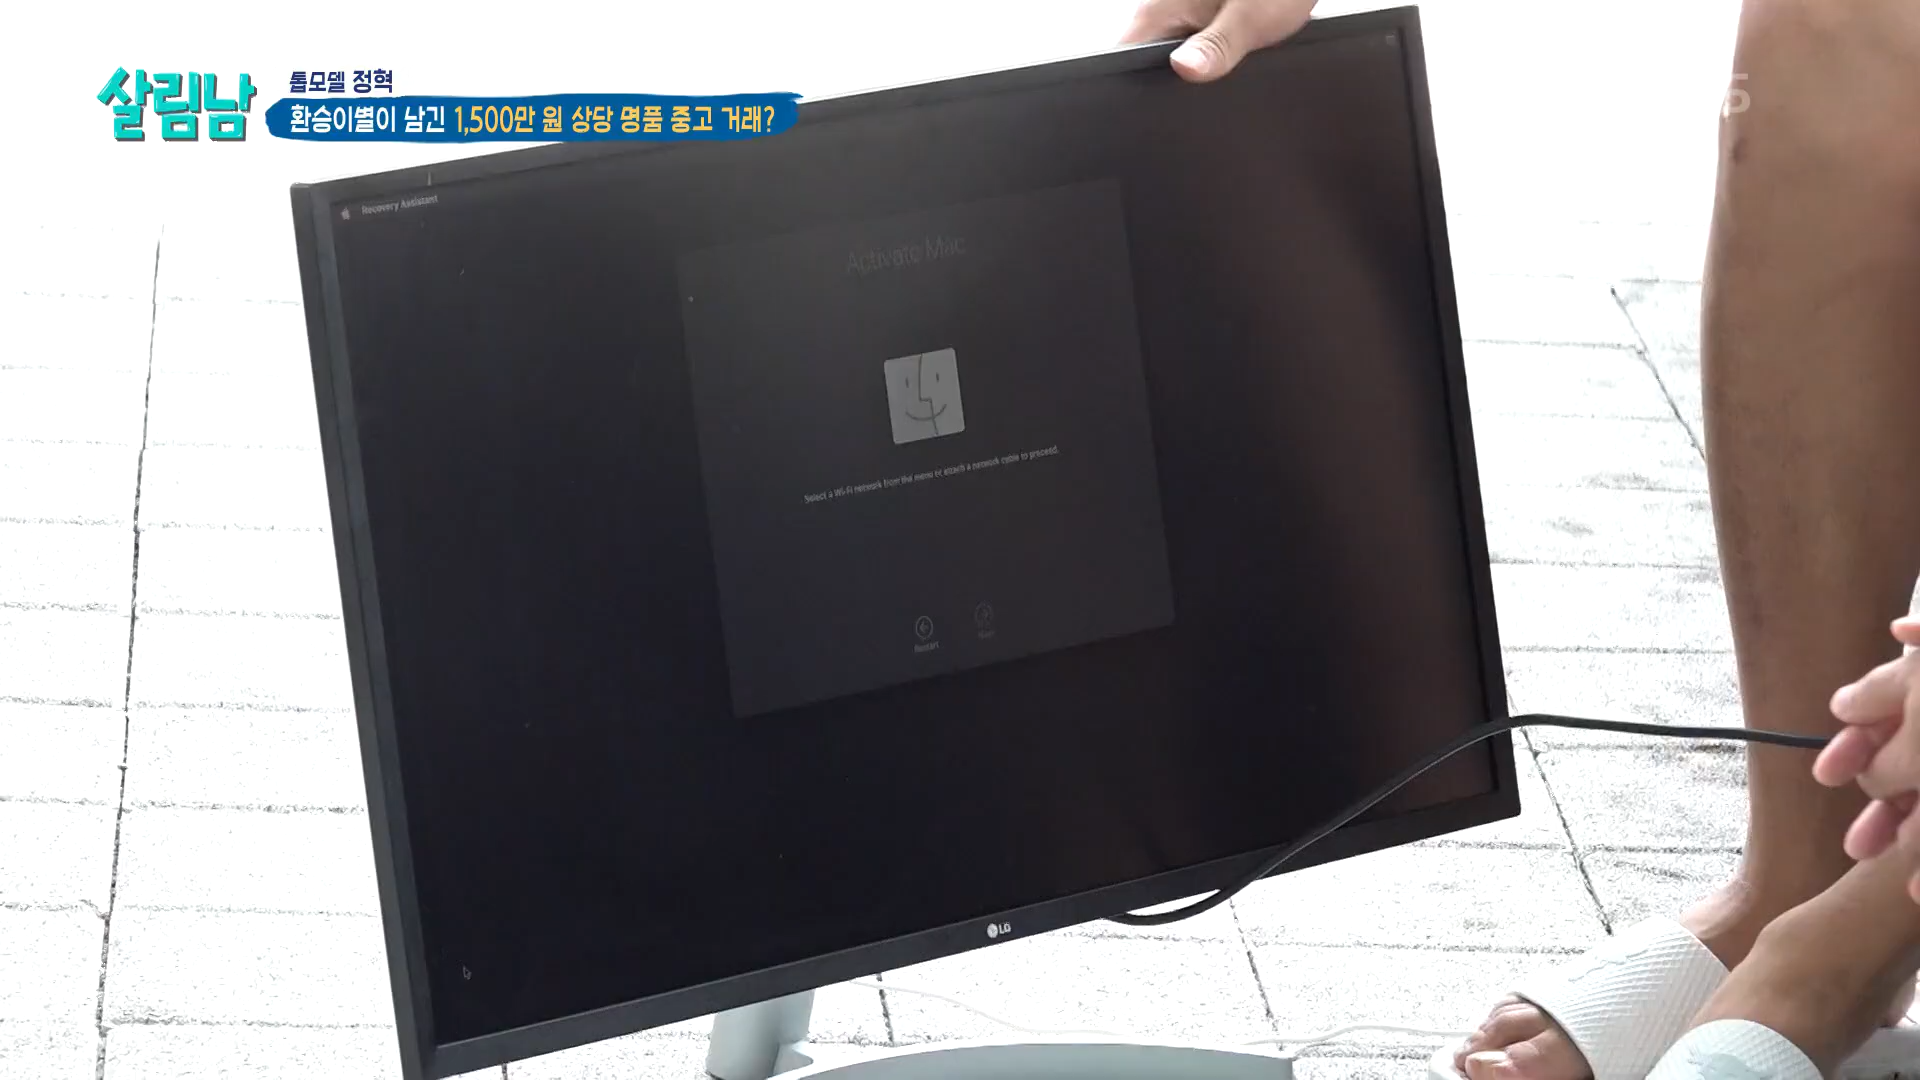 살림남
톱모델 정혁
환승이별이 남긴 1,500만 원 상당 명품 중고 거래?
Recovery Assistant
Activate Mac
Select a Wi-Fi network from the menu or attach a network cable to proceed.
Restart
Next
LG